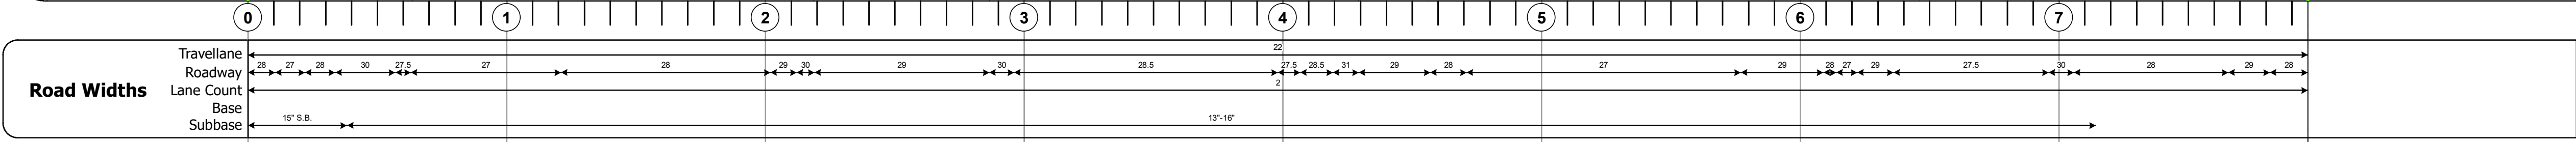 0 1 2 3 4 5 6 7
Road Widths
Travellane 22
Roadway 28 27 28 30 27.5 27 28 29 30 29 30 28.5 27.5 28.5 31 29 28 27 29 28 27 29 27.5 30 28 29 28
Lane Count 2
Base
Subbase 15" S.B. 13"-16"